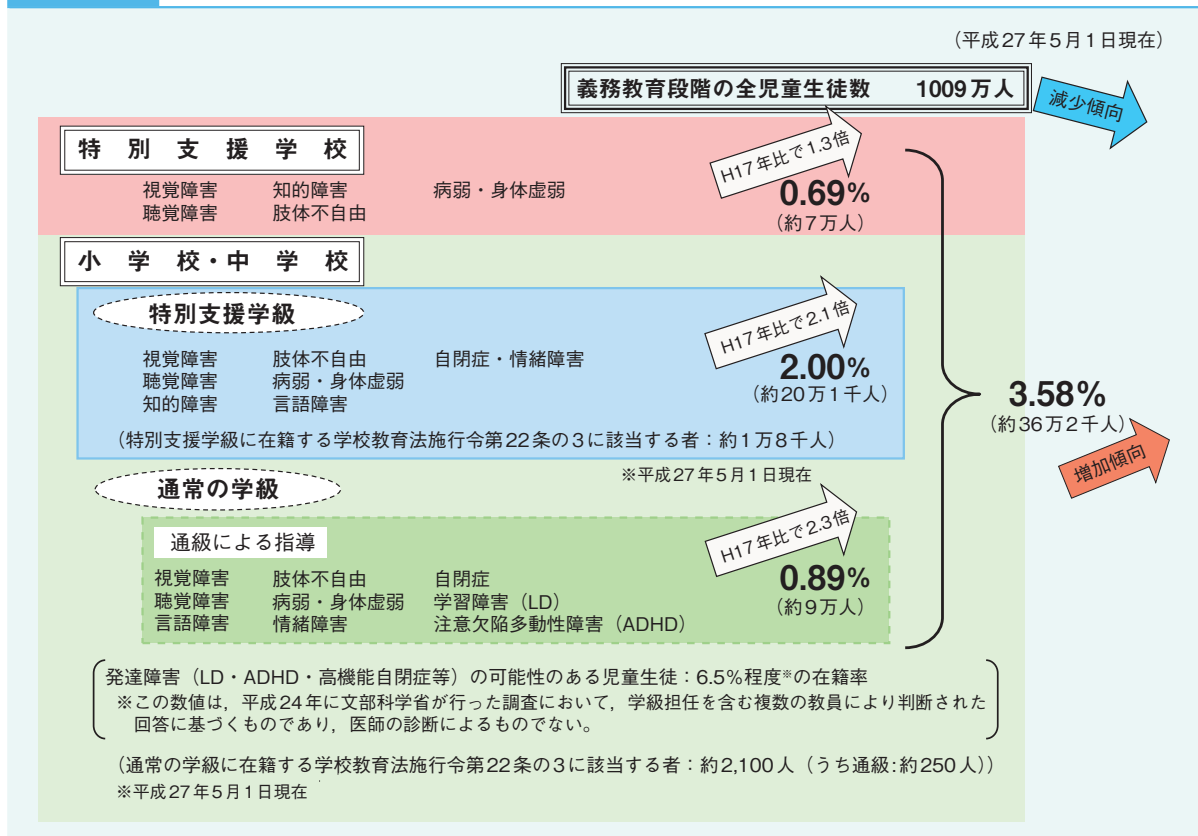 (平成27年5月1日現在)
義務教育段階の全児童生徒数 1009万人
減少傾向
特別支援学校
H17年比で1.3倍
視覚障害 知的障害 病弱・身体虚弱
聴覚障害 肢体不自由
0.69%
(約7万人)
小学校・中学校
特別支援学級
H17年比で2.1倍
視覚障害 肢体不自由 自閉症・情緒障害
聴覚障害 病弱・身体虚弱
知的障害 言語障害
2.00%
(約20万1千人)
(特別支援学級に在籍する学校教育法施行令第22条の3に該当する者:約1万8千人)
※平成27年5月1日現在
3.58%
(約36万2千人)
増加傾向
通常の学級
通級による指導
H17年比で2.3倍
視覚障害 肢体不自由 自閉症
聴覚障害 病弱・身体虚弱 学習障害(LD)
言語障害 情緒障害 注意欠陥多動性障害(ADHD)
0.89%
(約9万人)
発達障害(LD・ADHD・高機能自閉症等)の可能性のある児童生徒:6.5%程度※の在籍率
※この数値は,平成24年に文部科学省が行った調査において,学級担任を含む複数の教員により判断された
回答に基づくものであり,医師の診断によるものでない。
(通常の学級に在籍する学校教育法施行令第22条の3に該当する者:約2,100人(うち通級:約250人))
※平成27年5月1日現在